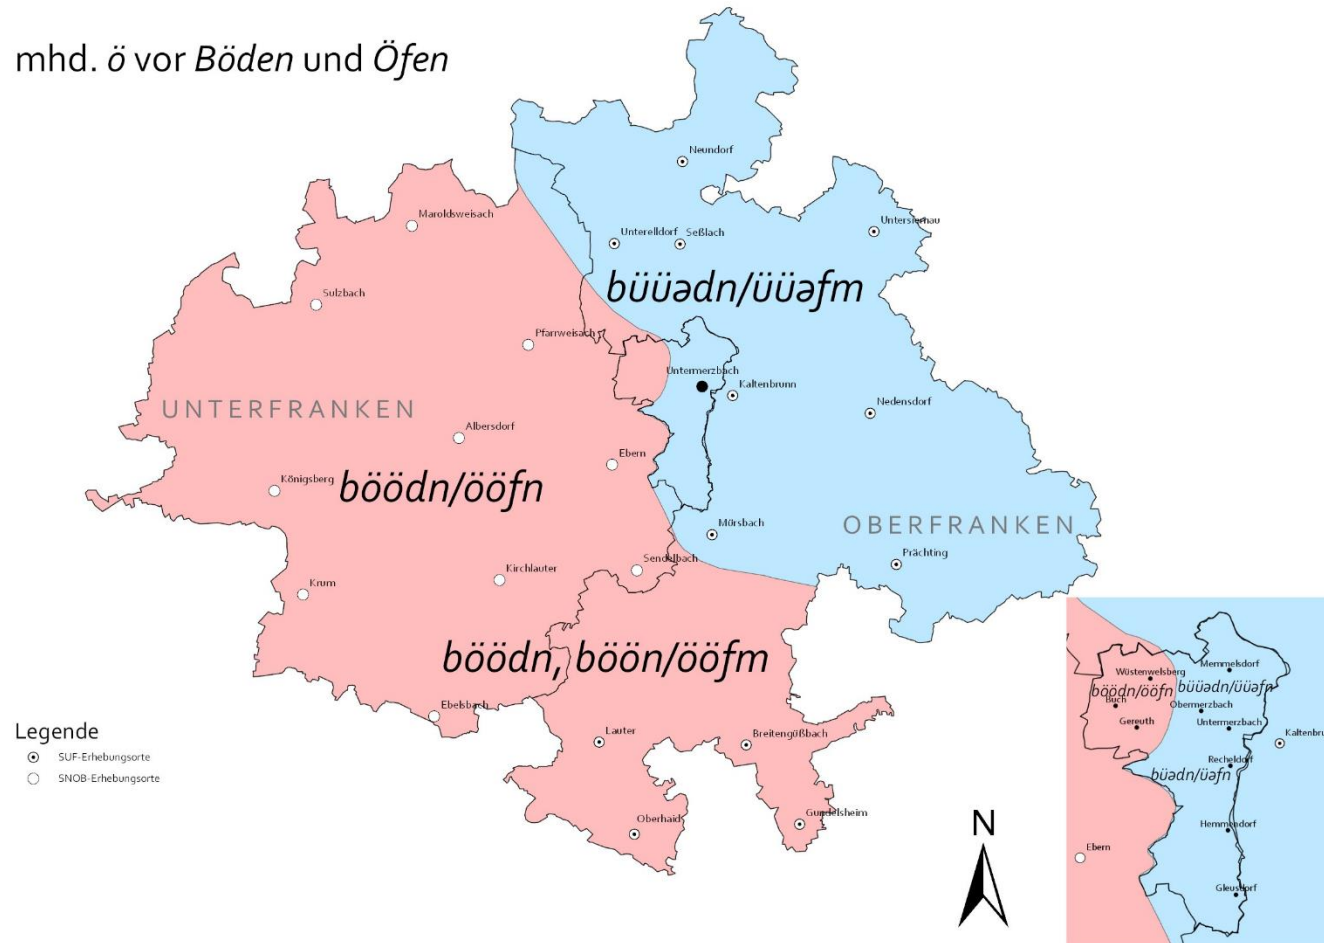 mhd. ö vor Böden und Öfen
Neundorf
Maroldsweisach
Untersiemau
Unterelldorf
Seßlach
büüədn/üüəfm
Sulzbach
Pfarrweisach
Untermerzbach
Kaltenbrunn
UNTERFRANKEN
Nedensdorf
Albersdorf
Ebern
Königsberg
böödn/ööfn
Mürsbach
OBERFRANKEN
Prächting
Sendelbach
Kirchlauter
Krum
böödn, böön/ööfm
Ebelsbach
Lauter
Breitengüßbach
Gundelsheim
Oberhaid
Legende
SUF-Erhebungsorte
SNOB-Erhebungsorte
N
Memmelsdorf
Wüstenwelsberg
böödn/ööfn
büüədn/üüəfn
Buch
Obermerzbach
Gereuth
Untermerzbach
Kaltenbru
Recheldorf
büədn/üəfn
Hemmendorf
Ebern
Gleusdorf